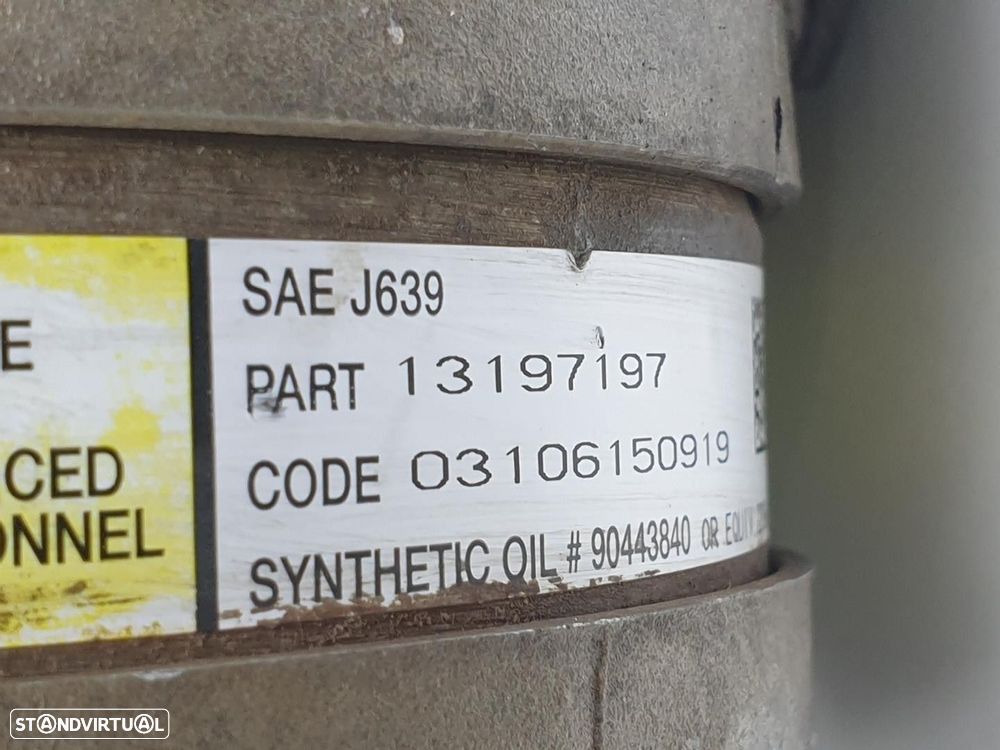 E
CED
ONNEL
SAE J639
PART 13197197
CODE 03106150919
SYNTHETIC OIL # 90443840 OR
STANDVIRTUAL